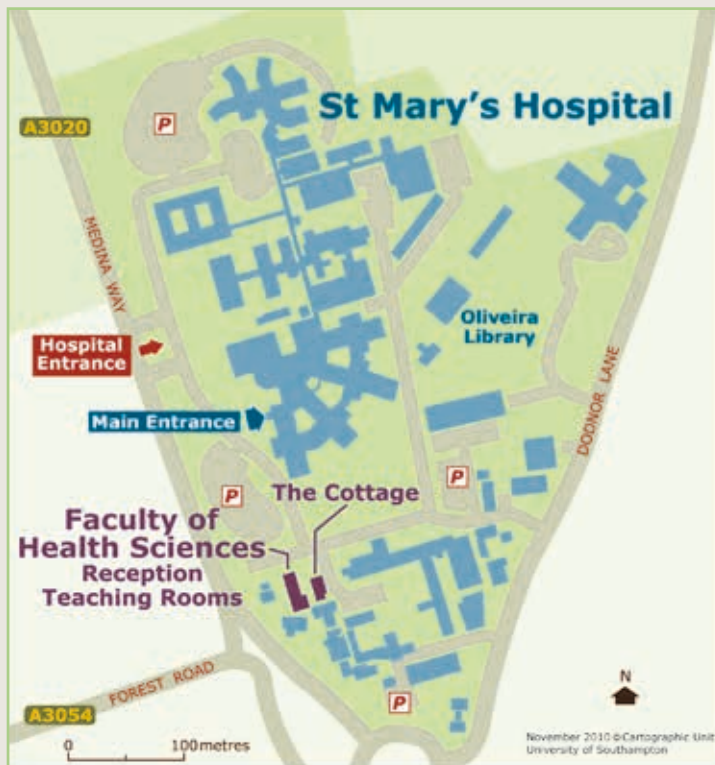 St Mary's Hospital
P
A3020
MEDINA WAY
Hospital
Entrance
Oliveira
Library
Main Entrance
DODNOR LANE
P
P
The Cottage
Faculty of
Health Sciences
Reception
Teaching Rooms
FOREST ROAD
A3054
P
N
0 100metres
November 2010 ©Cartographic Unit
University of Southampton